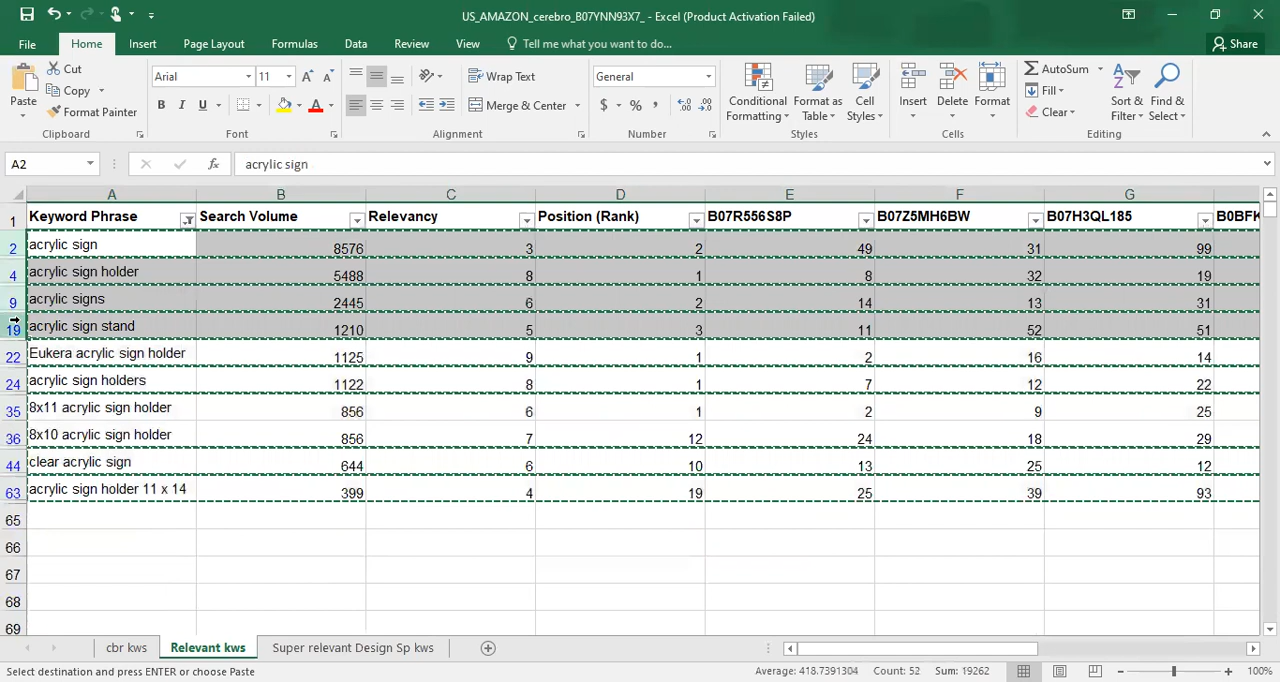 US_AMAZON_cerebro_B07YNN93X7_ - Excel (Product Activation Failed)
File Home Insert Page Layout Formulas Data Review View Tell me what you want to do... Share
Paste Cut Copy Format Painter Clipboard
Arial 11 A A B I U A Font
ab Wrap Text Merge & Center Alignment
General $ % , .0 .00 Number
Conditional Formatting Format as Table Cell Styles Styles
Insert Delete Format Cells
AutoSum Fill Clear Sort & Filter Find & Select Editing
A2 fx acrylic sign
A B C D E F G
1 Keyword Phrase Search Volume Relevancy Position (Rank) B07R556S8P B07Z5MH6BW B07H3QL185 B0BFK
2 acrylic sign 8576 3 2 49 31 99
4 acrylic sign holder 5488 8 1 8 32 19
9 acrylic signs 2445 6 2 14 13 31
19 acrylic sign stand 1210 5 3 11 52 51
22 Eukera acrylic sign holder 1125 9 1 2 16 14
24 acrylic sign holders 1122 8 1 7 12 22
35 8x11 acrylic sign holder 856 6 1 2 9 25
36 8x10 acrylic sign holder 856 7 12 24 18 29
44 clear acrylic sign 644 6 10 13 25 12
63 acrylic sign holder 11 x 14 399 4 19 25 39 93
65
66
67
68
69
cbr kws Relevant kws Super relevant Design Sp kws
Select destination and press ENTER or choose Paste Average: 418.7391304 Count: 52 Sum: 19262 100%